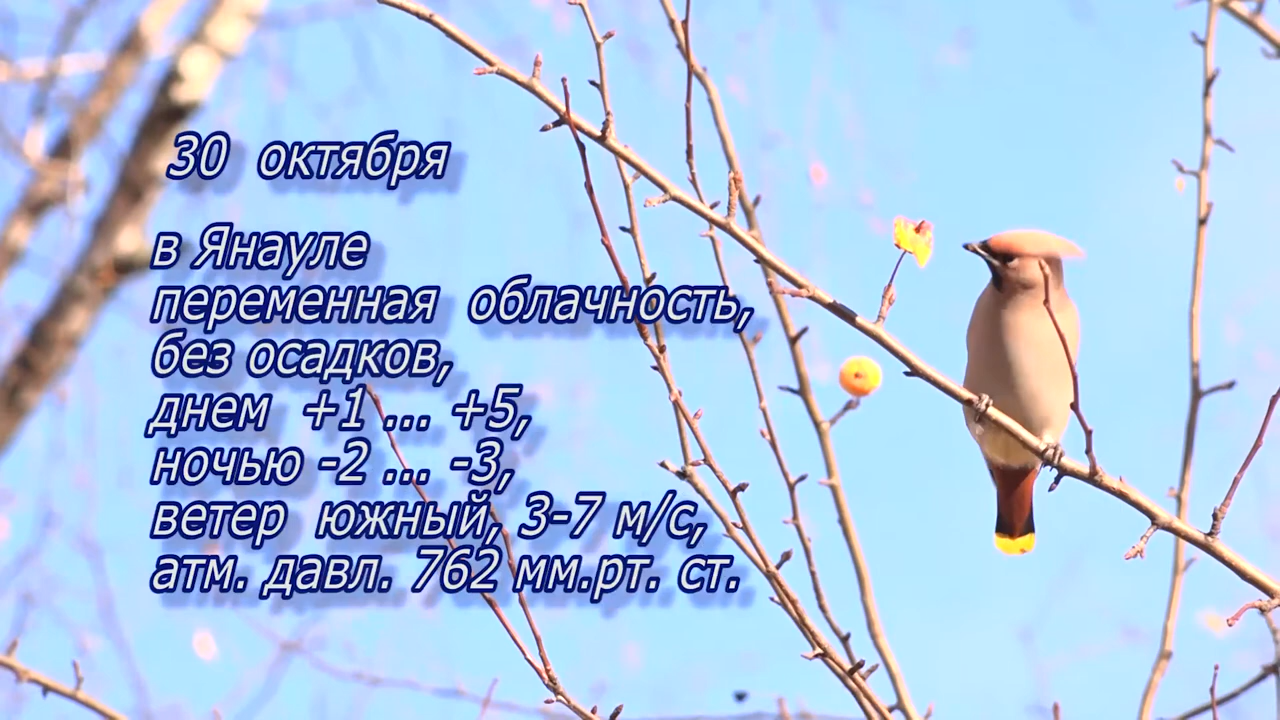 30 октября
в Янауле
переменная облачность,
без осадков,
днем +1 ... +5,
ночью -2 ... -3,
ветер южный, 3-7 м/с,
атм. давл. 762 мм.рт. ст.